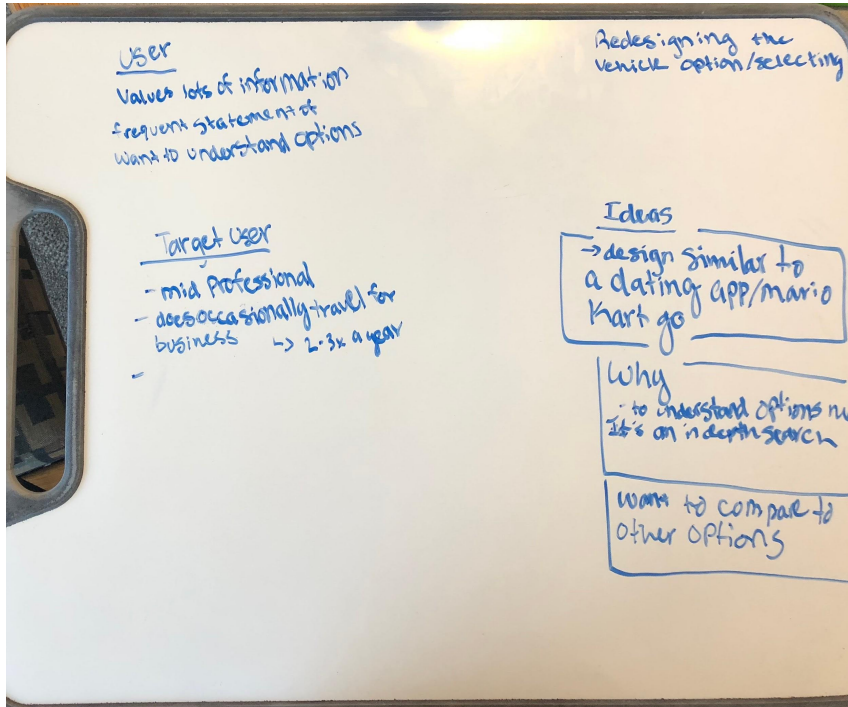 User
Values lots of information
frequent statement of
want to understand options
Redesigning the
vehicle option/selecting
Target user
- mid professional
- does occasionally travel for
business ↳ 2-3x a year
-
Ideas
→ design similar to
a dating app/mario
Kart go
Why
- to understand options
It's an in depth search
want to compare to
other options